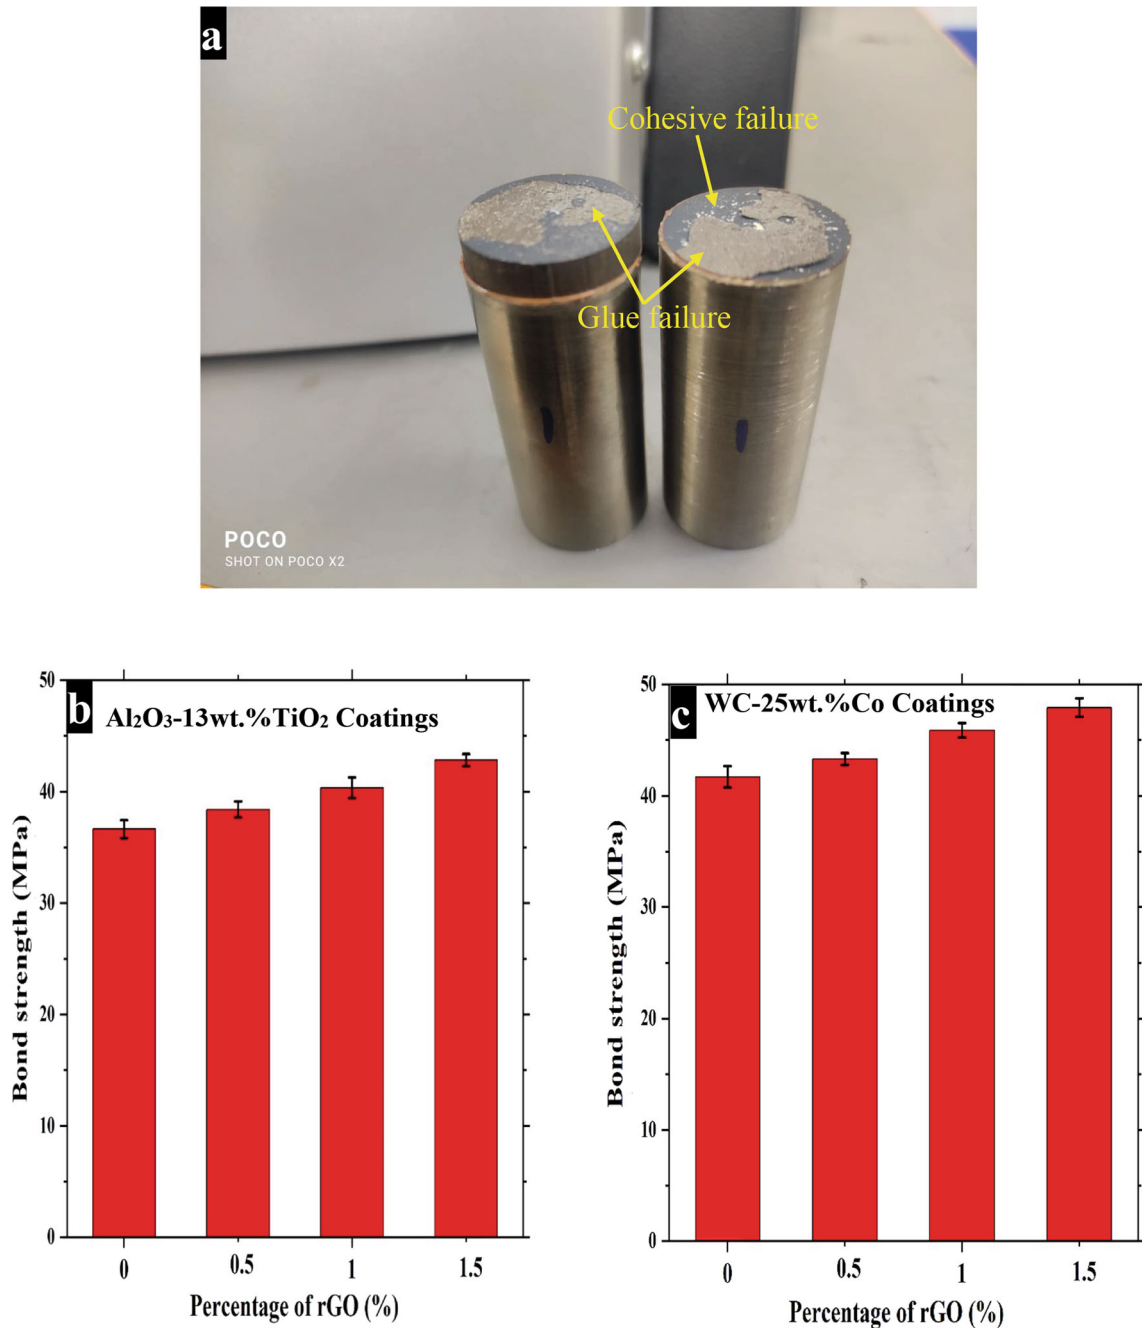 a
Cohesive failure
Glue failure
POCO
SHOT ON POCO X2
b
Al₂O₃-13wt.%TiO₂ Coatings
50
40
30
20
10
0
Bond strength (MPa)
0 0.5 1 1.5
Percentage of rGO (%)
c
WC-25wt.%Co Coatings
50
40
30
20
10
0
Bond strength (MPa)
0 0.5 1 1.5
Percentage of rGO (%)